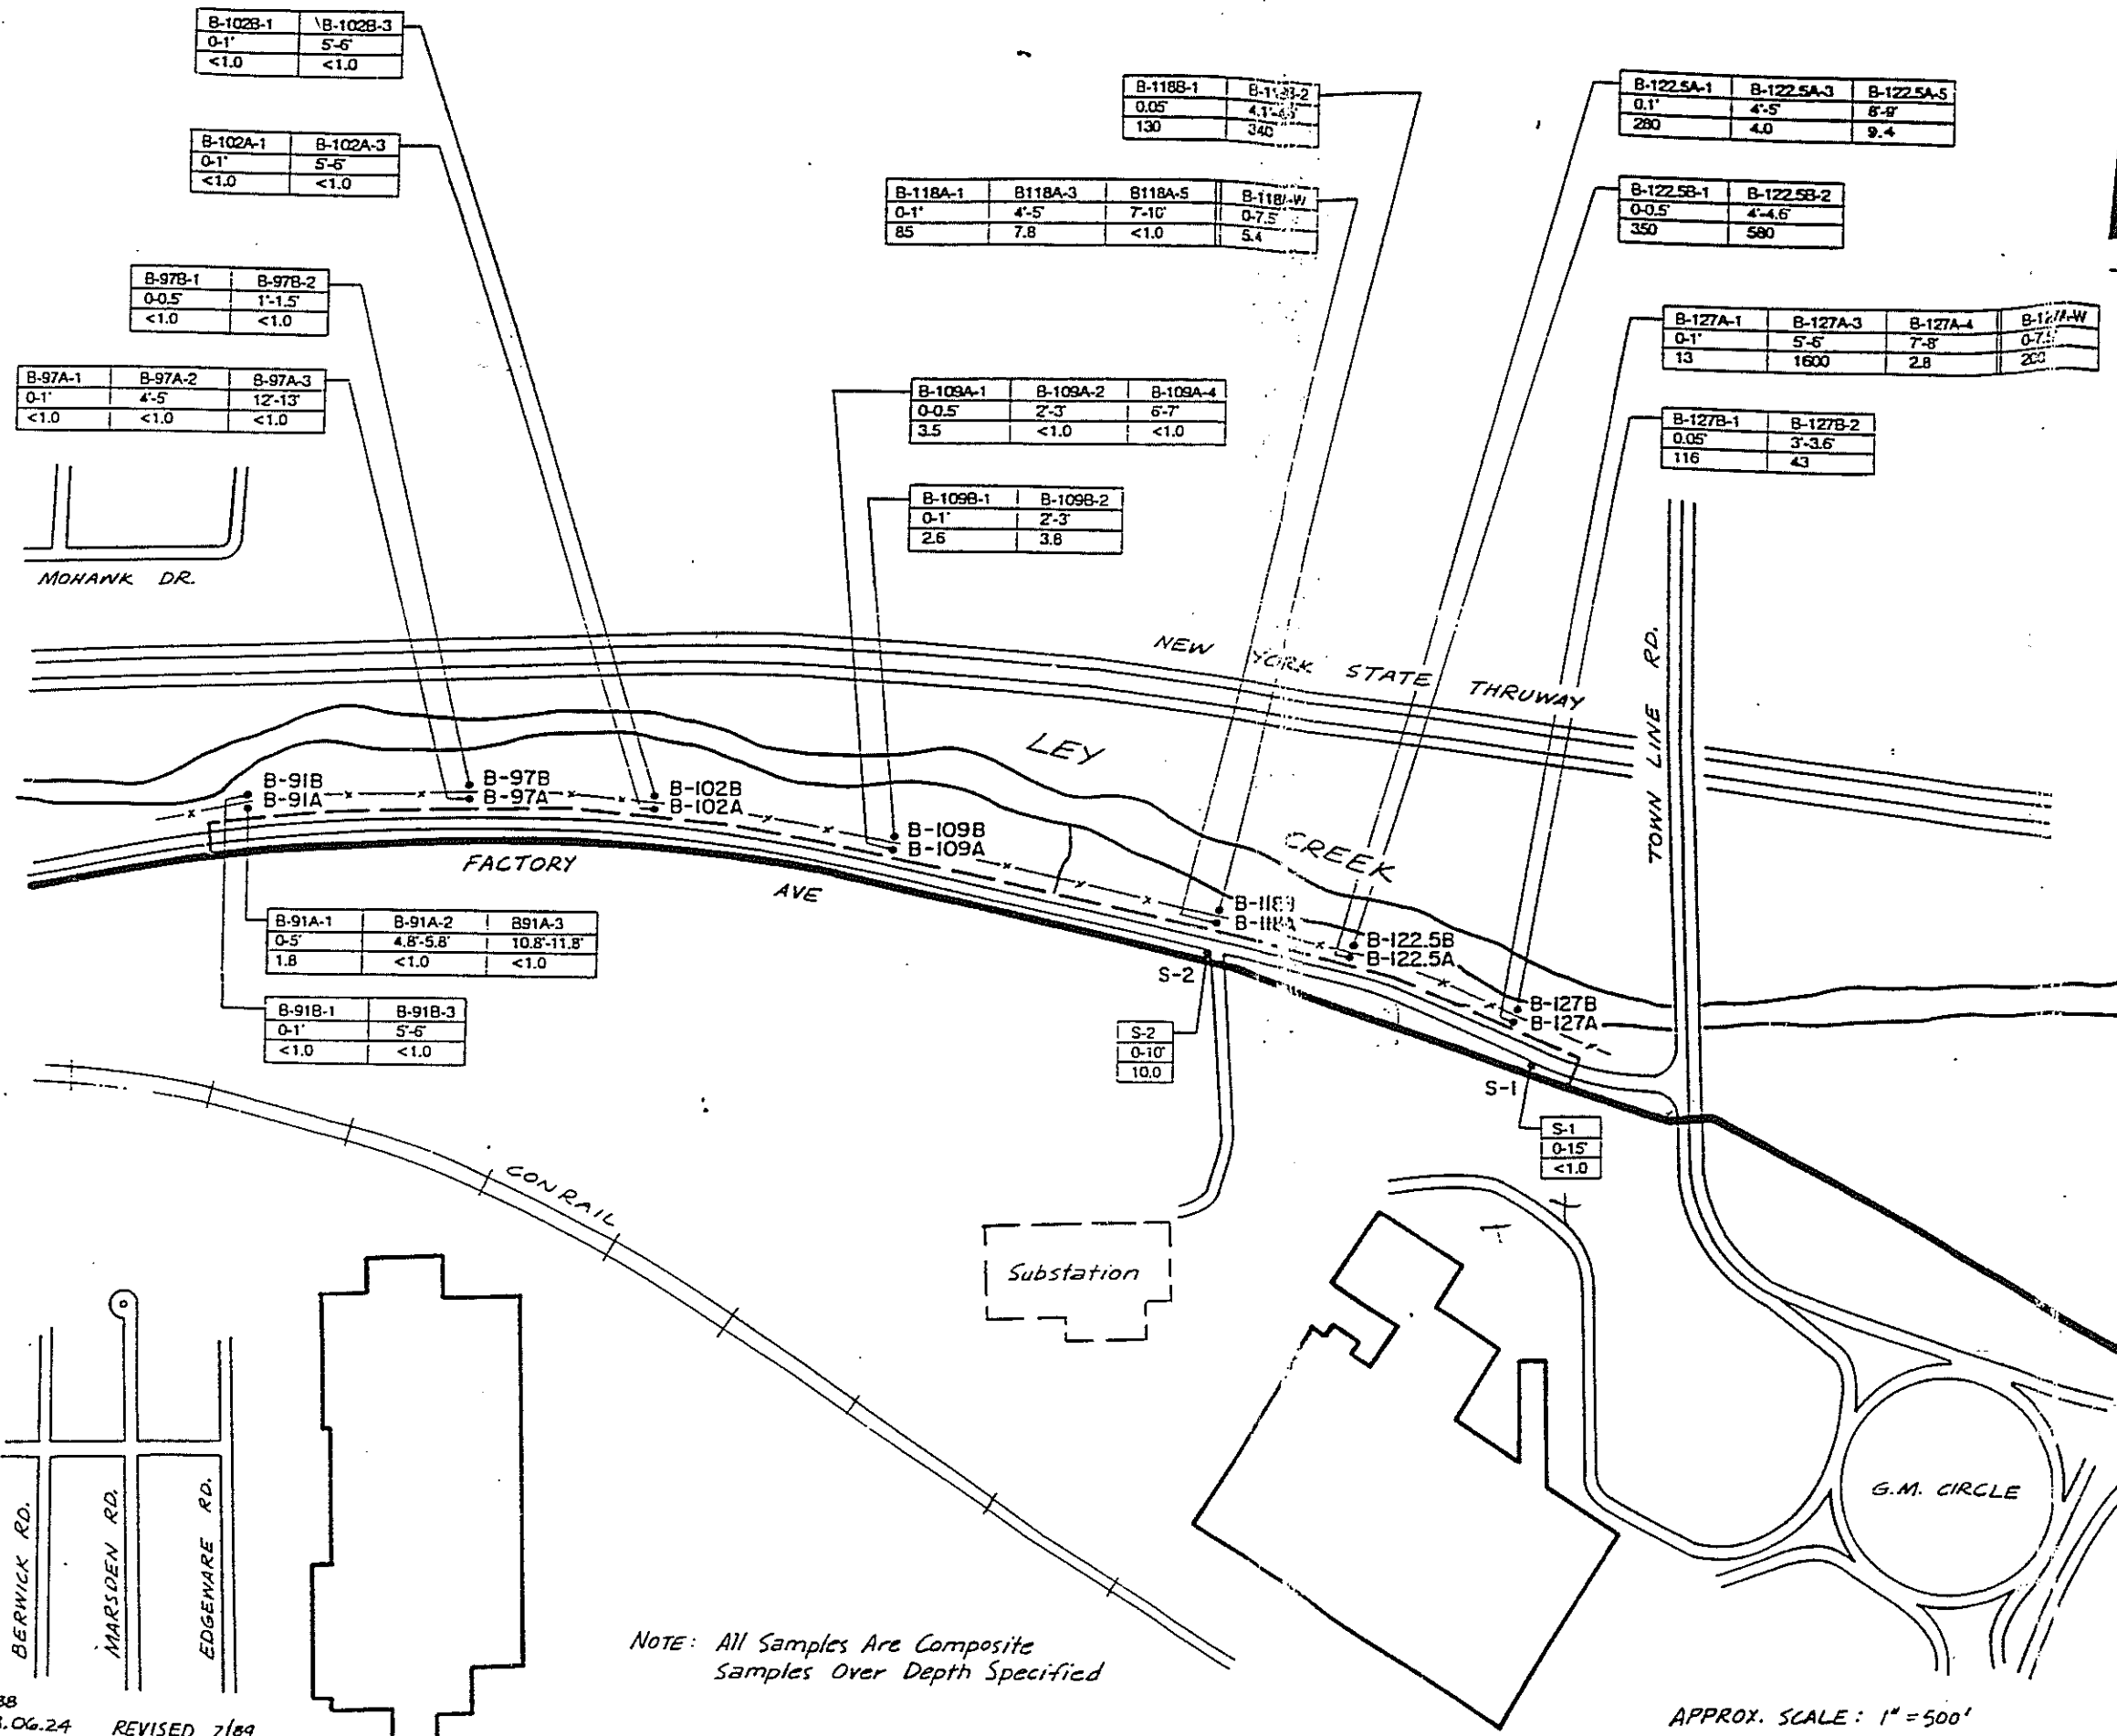 B-102B-1 B-102B-3
0-1' 5'-6'
<1.0 <1.0
B-102A-1 B-102A-3
0-1' 5'-6'
<1.0 <1.0
B-97B-1 B-97B-2
0-0.5' 1'-1.5'
<1.0 <1.0
B-97A-1 B-97A-2 B-97A-3
0-1' 4'-5' 12'-13'
<1.0 <1.0 <1.0
B-118B-1
0.05'
130 340
B-118A-1 B118A-3 B118A-5 B-118A-W
0-1' 4'-5' 7'-10' 0-7.5'
85 7.8 <1.0 5.4
B-122.5A-1 B-122.5A-3 B-122.5A-5
0.1' 4'-5' 8'-9'
280 4.0 9.4
B-122.5B-1 B-122.5B-2
0-0.5' 4'-4.6'
350 580
B-127A-1 B-127A-3 B-127A-4 B-127A-W
0-1' 5'-6' 7'-8'
13 1600 2.8 200
B-127B-1 B-127B-2
0.05' 3'-3.6'
116 43
B-109A-1 B-109A-2 B-109A-4
0-0.5' 2'-3' 6'-7'
3.5 <1.0 <1.0
B-109B-1 B-109B-2
0-1' 2'-3'
2.6 3.8
MOHANK DR.
NEW YORK STATE THRUWAY
TOWN LINE RD.
LEY CREEK
B-91B
B-91A
B-97B
B-97A
B-102B
B-102A
B-109B
B-109A
B-118B
B-118A
B-122.5B
B-122.5A
B-127B
B-127A
FACTORY AVE
S-2
S-1
B-91A-1 B-91A-2 B91A-3
0-5' 4.8'-5.8' 10.8'-11.8'
1.8 <1.0 <1.0
B-91B-1 B-91B-3
0-1' 5'-6'
<1.0 <1.0
S-2
0-10'
10.0
S-1
0-15'
<1.0
CONRAIL
Substation
G.M. CIRCLE
BERWICK RD.
MARSDEN RD.
EDGEWARE RD.
NOTE: All Samples Are Composite
Samples Over Depth Specified
.06.24 REVISED 7/89
APPROX. SCALE: 1" = 500'